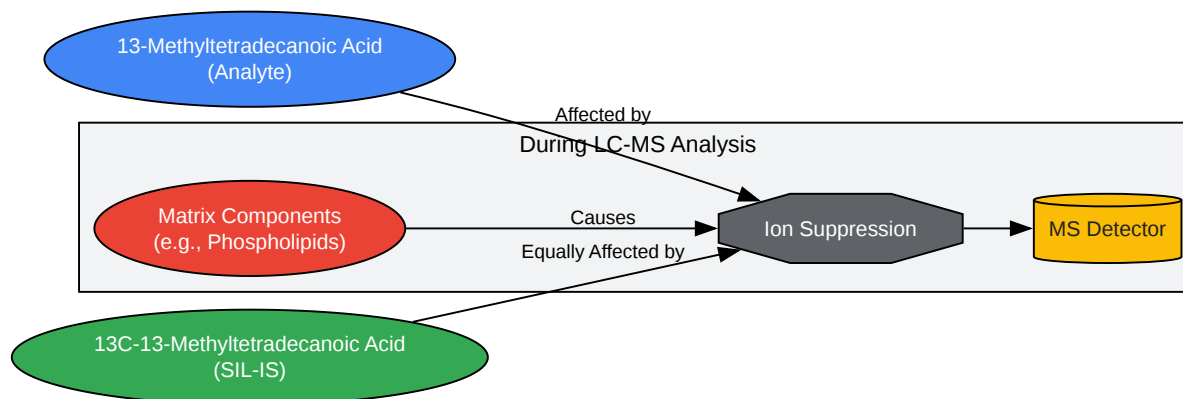 13-Methyltetradecanoic Acid
(Analyte)
Affected by
During LC-MS Analysis
Matrix Components
(e.g., Phospholipids)
Causes
Equally Affected by
Ion Suppression
MS Detector
13C-13-Methyltetradecanoic Acid
(SIL-IS)